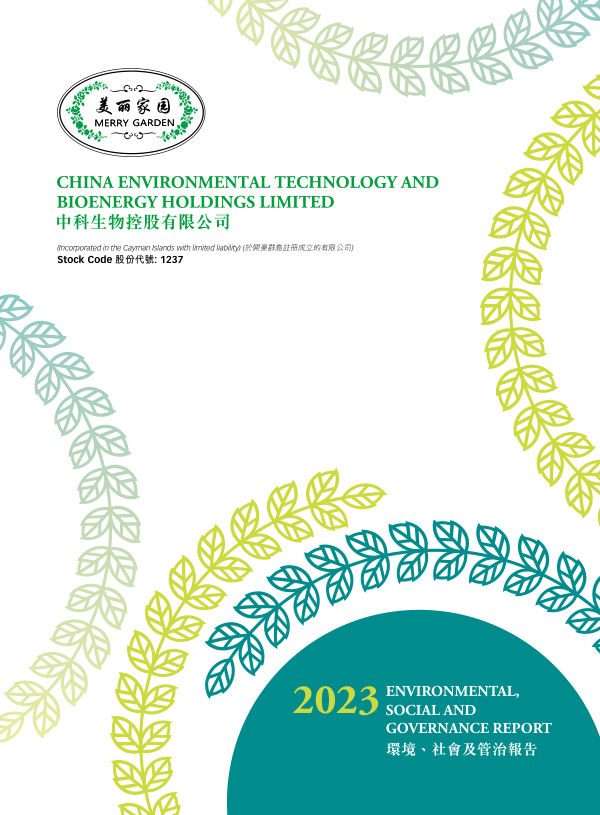 美丽家园
MERRY GARDEN
CHINA ENVIRONMENTAL TECHNOLOGY AND
BIOENERGY HOLDINGS LIMITED
中科生物控股有限公司
(Incorporated in the Cayman Islands with limited liability) (於開曼群島註冊成立的有限公司)
Stock Code 股份代號: 1237
2023 ENVIRONMENTAL,
SOCIAL AND
GOVERNANCE REPORT
環境、社會及管治報告